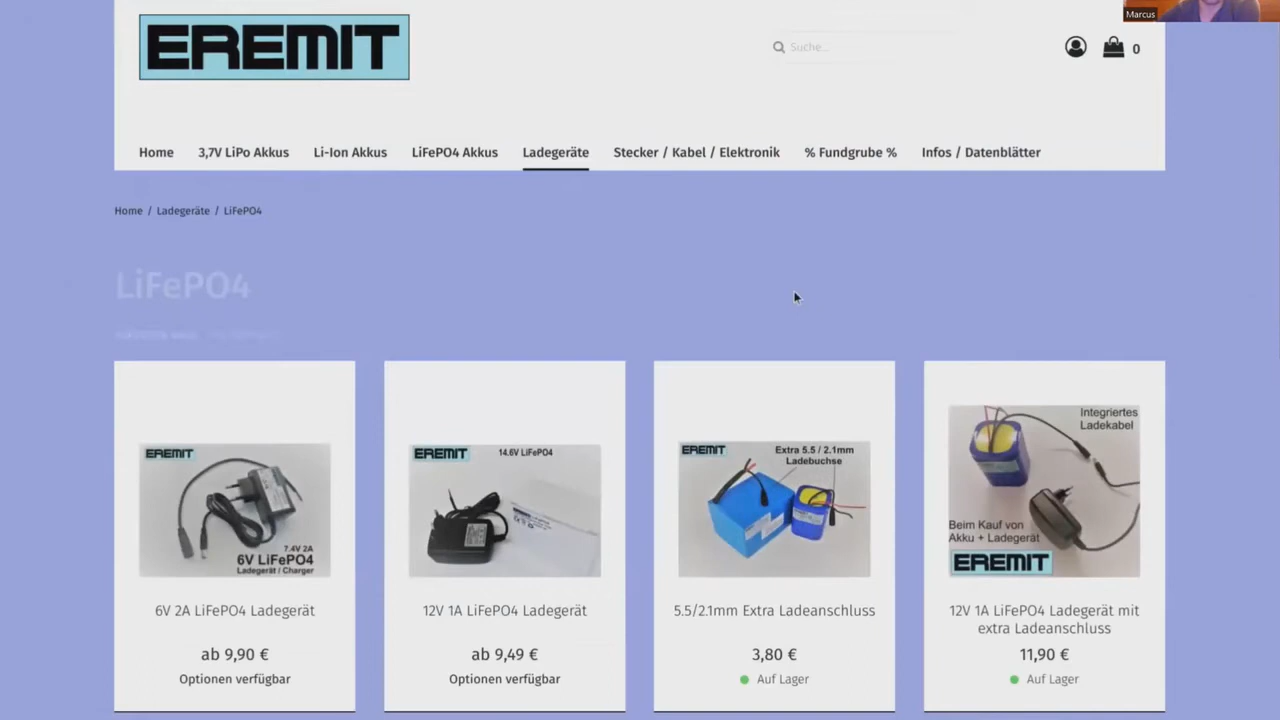 Marcus
EREMIT
Suche...
0
Home
3,7V LiPo Akkus
Li-Ion Akkus
LiFePO4 Akkus
Ladegeräte
Stecker / Kabel / Elektronik
% Fundgrube %
Infos / Datenblätter
Home / Ladegeräte / LiFePO4
LiFePO4
EREMIT
7.4V 2A
6V LiFePO4
Ladegerät / Charger
6V 2A LiFePO4 Ladegerät
ab 9,90 €
Optionen verfügbar
EREMIT
14.6V LiFePO4
12V 1A LiFePO4 Ladegerät
ab 9,49 €
Optionen verfügbar
EREMIT
Extra 5.5 / 2.1mm
Ladebuchse
5.5/2.1mm Extra Ladeanschluss
3,80 €
Auf Lager
Integriertes
Ladekabel
Beim Kauf von
Akku + Ladegerät
EREMIT
12V 1A LiFePO4 Ladegerät mit
extra Ladeanschluss
11,90 €
Auf Lager